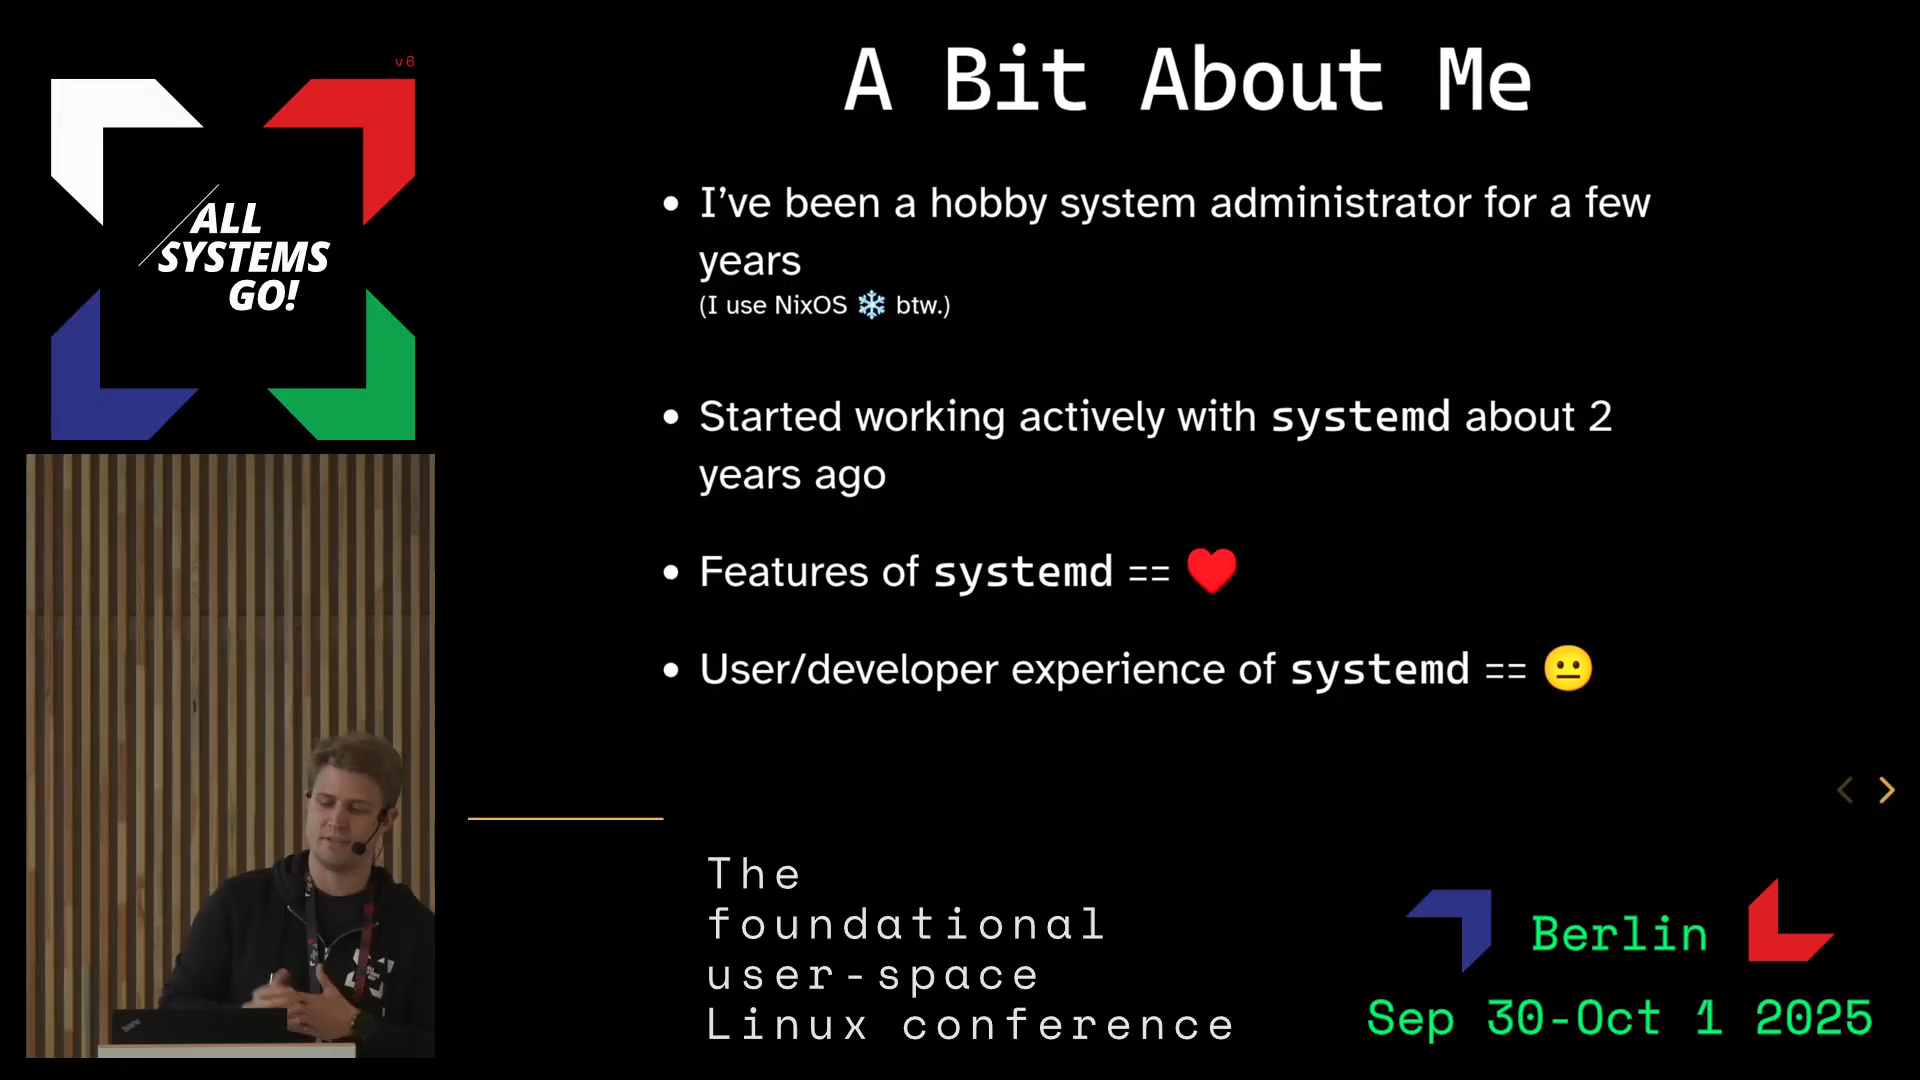 v6
ALL
SYSTEMS
GO!
A Bit About Me
• I’ve been a hobby system administrator for a few
years
(I use NixOS ❄️ btw.)
• Started working actively with systemd about 2
years ago
• Features of systemd == ❤️
• User/developer experience of systemd == 😐
The
foundational
user-space
Linux conference
Berlin
Sep 30-Oct 1 2025
ThinkPad